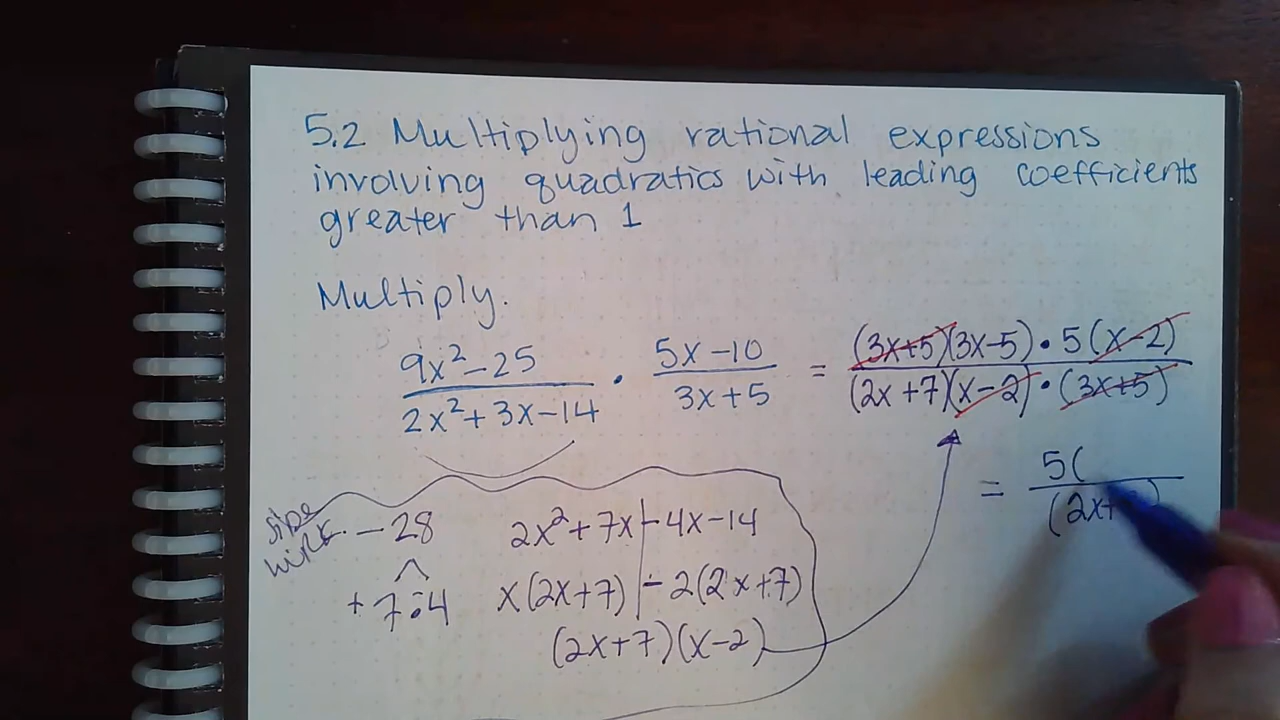 5.2 Multiplying rational expressions
involving quadratics with leading coefficients
greater than 1
Multiply.
9x²-25 / 2x²+3x-14 · 5x-10 / 3x+5 = (3x+5)(3x-5)·5(x-2) / (2x+7)(x-2)·(3x+5)
= 5( / (2x+ )
side
work
-28
+7·-4
2x²+7x-4x-14
x(2x+7) -2(2x+7)
(2x+7)(x-2)